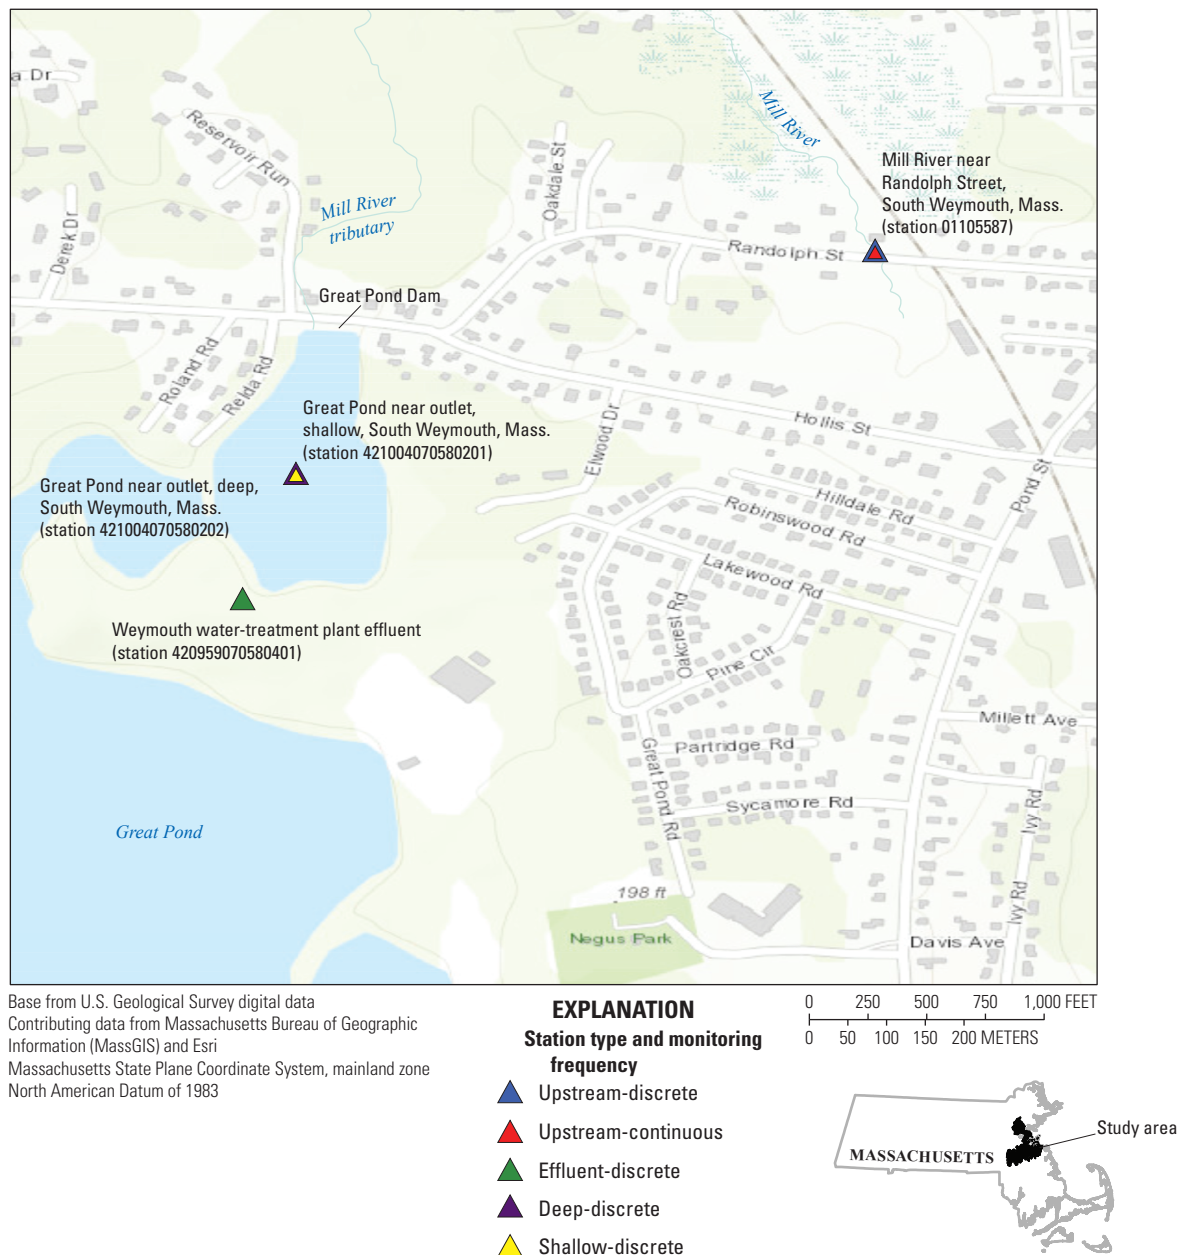 a Dr
Reservoir Run
Derek Dr
Mill River
tributary
Oakdale St
Mill River
Mill River near
Randolph Street,
South Weymouth, Mass.
(station 01105587)
Randolph St
Great Pond Dam
Roland Rd
Relda Rd
Great Pond near outlet,
shallow, South Weymouth, Mass.
(station 421004070580201)
Great Pond near outlet, deep,
South Weymouth, Mass.
(station 421004070580202)
Elwood Dr
Hollis St
Pond St
Hilldale Rd
Robinswood Rd
Lakewood Rd
Oakcrest Rd
Pine Cir
Weymouth water-treatment plant effluent
(station 420959070580401)
Millett Ave
Partridge Rd
Great Pond Rd
Sycamore Rd
Ivy Rd
Ivy Rd
Great Pond
198 ft
Negus Park
Davis Ave
Base from U.S. Geological Survey digital data
Contributing data from Massachusetts Bureau of Geographic
Information (MassGIS) and Esri
Massachusetts State Plane Coordinate System, mainland zone
North American Datum of 1983
EXPLANATION
Station type and monitoring
frequency
Upstream-discrete
Upstream-continuous
Effluent-discrete
Deep-discrete
Shallow-discrete
0 250 500 750 1,000 FEET
0 50 100 150 200 METERS
MASSACHUSETTS
Study area